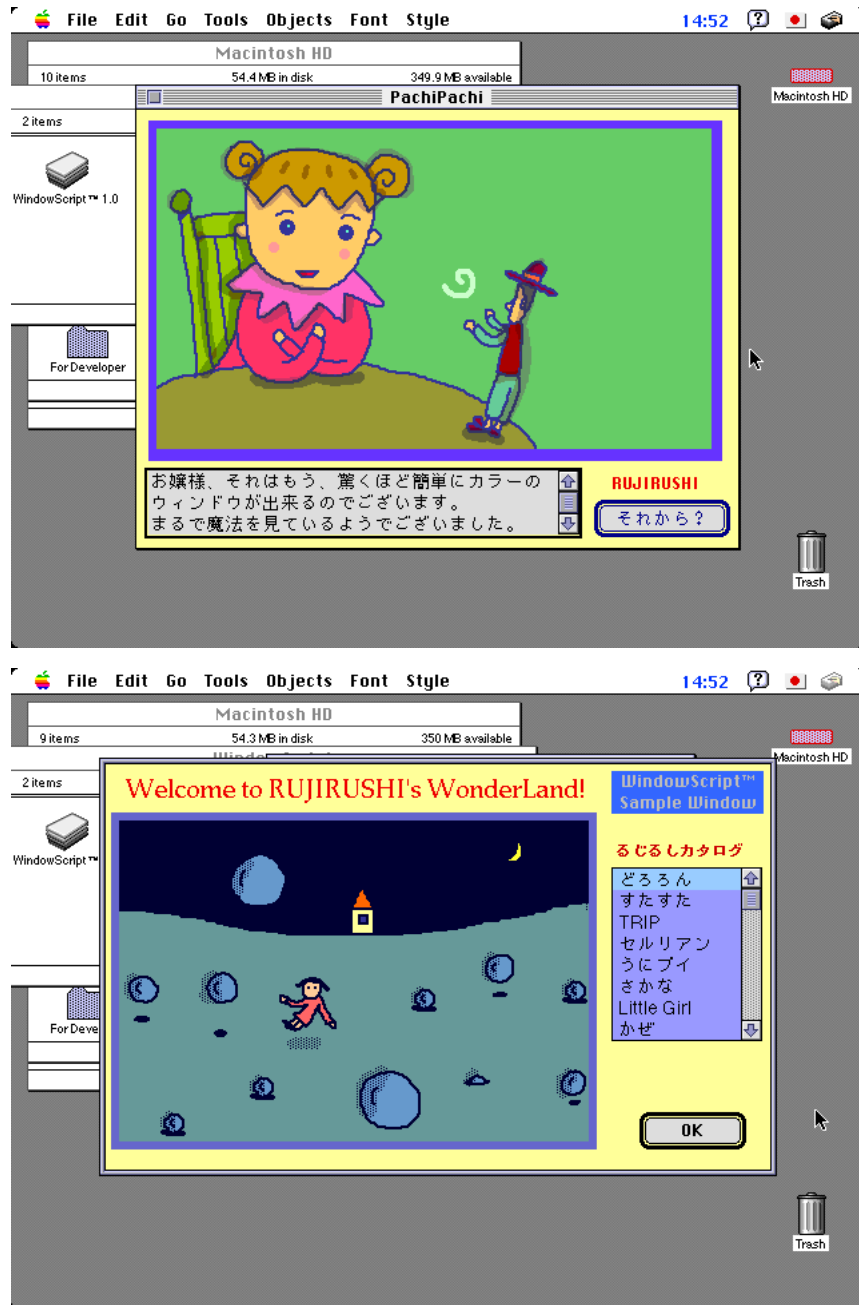 File Edit Go Tools Objects Font Style 14:52
Macintosh HD
10 items 54.4 MB in disk 349.9 MB available
Macintosh HD
PachiPachi
2 items
WindowScript™ 1.0
For Developer
お嬢様、それはもう、驚くほど簡単にカラーの
ウィンドウが出来るのでございます。
まるで魔法を見ているようでございました。
RUJIRUSHI
それから?
Trash
File Edit Go Tools Objects Font Style 14:52
Macintosh HD
9 items 54.3 MB in disk 350 MB available
Macintosh HD
2 items
Welcome to RUJIRUSHI's WonderLand!
WindowScript™
Sample Window
WindowScript™
るじるしカタログ
どろろん
すたすた
TRIP
セルリアン
うにプイ
さかな
Little Girl
かぜ
For Deve
OK
Trash